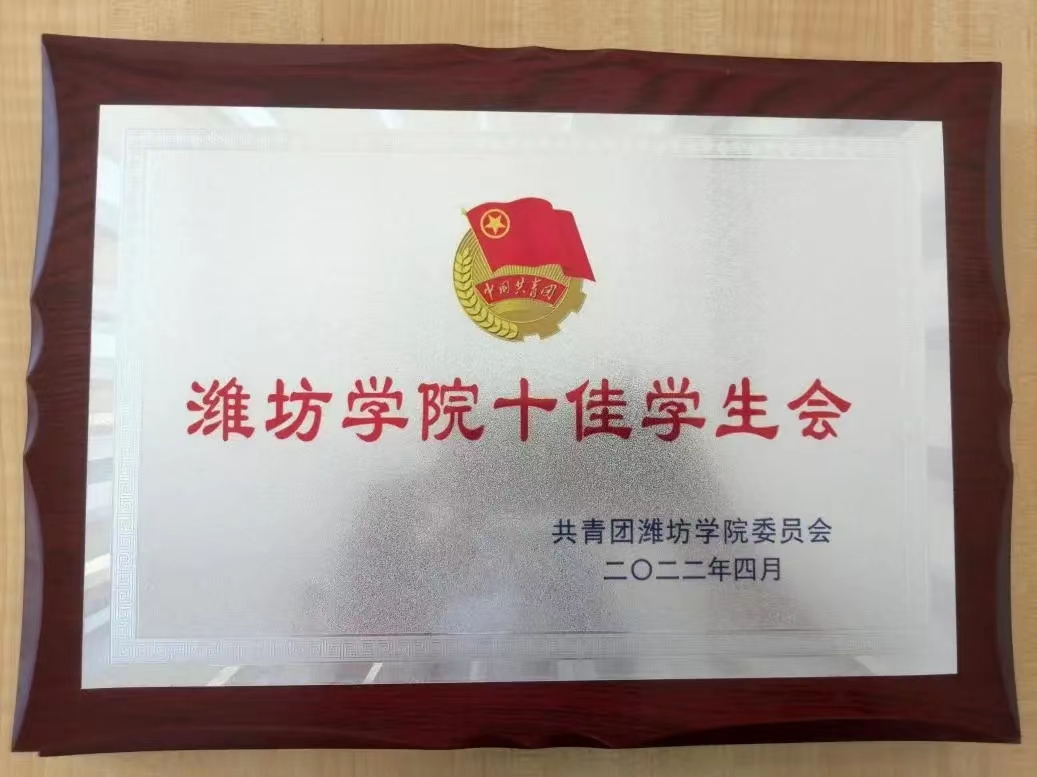 中国共青团
潍坊学院十佳学生会
共青团潍坊学院委员会
二〇二二年四月